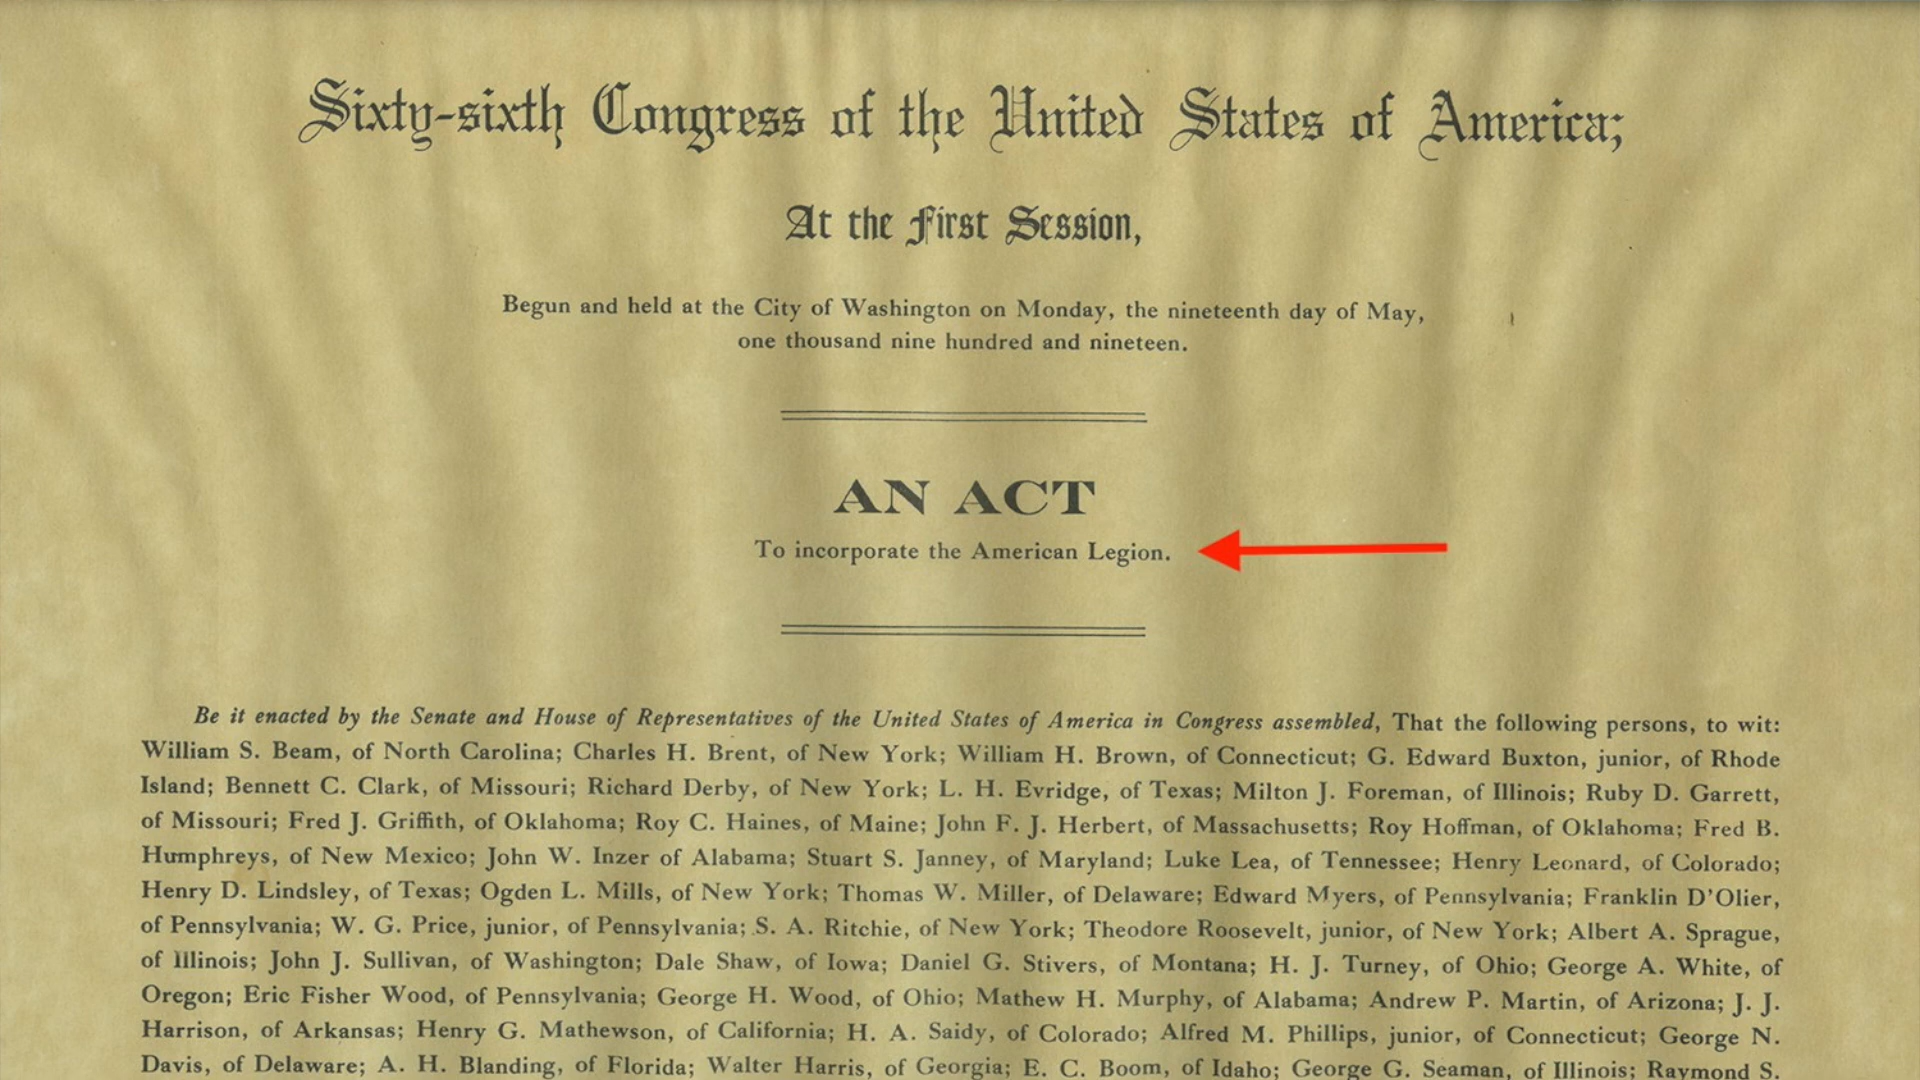 Sixty-sixth Congress of the United States of America;
At the First Session,
Begun and held at the City of Washington on Monday, the nineteenth day of May,
one thousand nine hundred and nineteen.
AN ACT
To incorporate the American Legion.
Be it enacted by the Senate and House of Representatives of the United States of America in Congress assembled, That the following persons, to wit:
William S. Beam, of North Carolina; Charles H. Brent, of New York; William H. Brown, of Connecticut; G. Edward Buxton, junior, of Rhode
Island; Bennett C. Clark, of Missouri; Richard Derby, of New York; L. H. Evridge, of Texas; Milton J. Foreman, of Illinois; Ruby D. Garrett,
of Missouri; Fred J. Griffith, of Oklahoma; Roy C. Haines, of Maine; John F. J. Herbert, of Massachusetts; Roy Hoffman, of Oklahoma; Fred B.
Humphreys, of New Mexico; John W. Inzer of Alabama; Stuart S. Janney, of Maryland; Luke Lea, of Tennessee; Henry Leonard, of Colorado;
Henry D. Lindsley, of Texas; Ogden L. Mills, of New York; Thomas W. Miller, of Delaware; Edward Myers, of Pennsylvania; Franklin D'Olier,
of Pennsylvania; W. G. Price, junior, of Pennsylvania; S. A. Ritchie, of New York; Theodore Roosevelt, junior, of New York; Albert A. Sprague,
of Illinois; John J. Sullivan, of Washington; Dale Shaw, of Iowa; Daniel G. Stivers, of Montana; H. J. Turney, of Ohio; George A. White, of
Oregon; Eric Fisher Wood, of Pennsylvania; George H. Wood, of Ohio; Mathew H. Murphy, of Alabama; Andrew P. Martin, of Arizona; J. J.
Harrison, of Arkansas; Henry G. Mathewson, of California; H. A. Saidy, of Colorado; Alfred M. Phillips, junior, of Connecticut; George N.
Davis, of Delaware; A. H. Blanding, of Florida; Walter Harris, of Georgia; E. C. Boom, of Idaho; George G. Seaman, of Illinois; Raymond S.